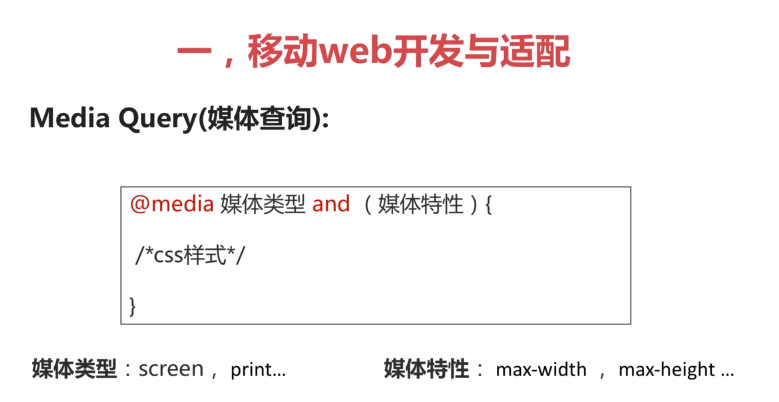 一，移动web开发与适配
Media Query(媒体查询):
@media 媒体类型 and （媒体特性）{
/*css样式*/
}
媒体类型：screen， print... 媒体特性： max-width ， max-height ...